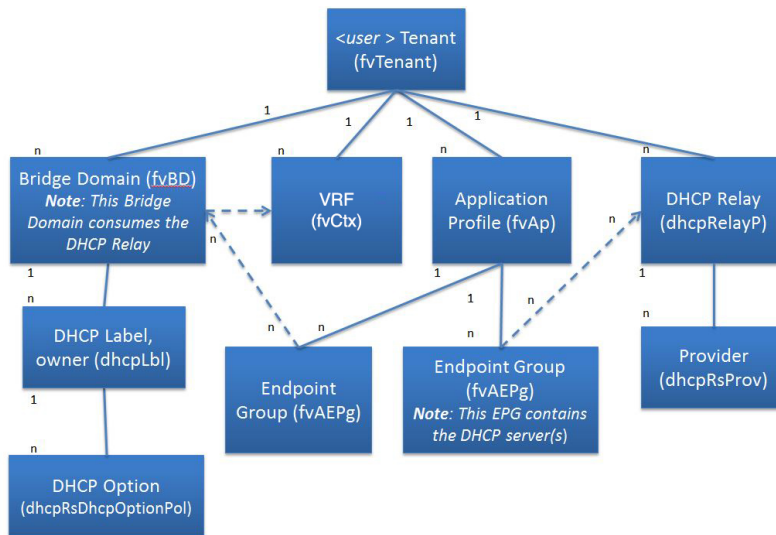 <user > Tenant
(fvTenant)
1
1
1
1
n
n
n
n
Bridge Domain (fvBD)
Note: This Bridge
Domain consumes the
DHCP Relay
VRF
(fvCtx)
Application
Profile (fvAp)
DHCP Relay
(dhcpRelayP)
n
1
1
1
1
n
n
n
n
n
n
DHCP Label,
owner (dhcpLbl)
Endpoint
Group (fvAEPg)
Endpoint Group
(fvAEPg)
Note: This EPG contains
the DHCP server(s)
Provider
(dhcpRsProv)
1
n
DHCP Option
(dhcpRsDhcpOptionPol)